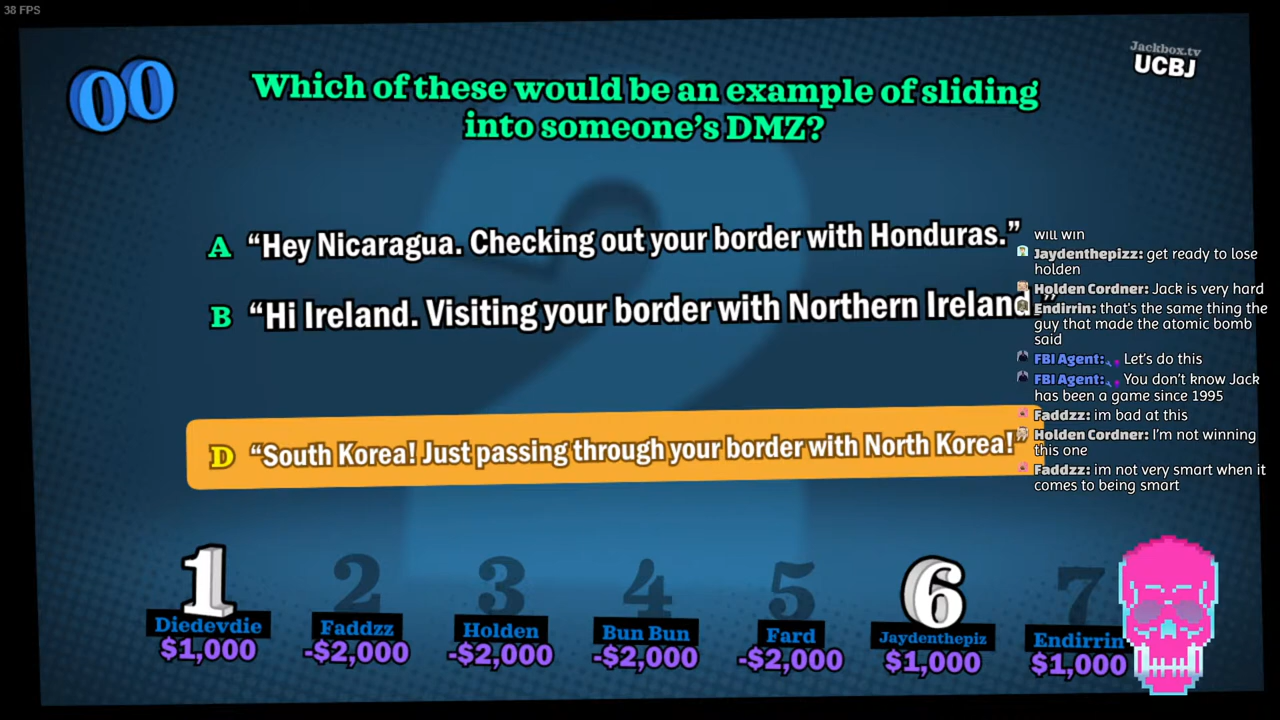 38 FPS
Jackbox.tv
UCBJ
00
Which of these would be an example of sliding
into someone's DMZ?
A "Hey Nicaragua. Checking out your border with Honduras."
B "Hi Ireland. Visiting your border with Northern Ireland."
D "South Korea! Just passing through your border with North Korea!"
will win
Jaydenthepizz: get ready to lose
holden
Holden Cordner: Jack is very hard
Endirrin: that's the same thing the
guy that made the atomic bomb
said
FBI Agent: Let's do this
FBI Agent: You don't know Jack
has been a game since 1995
Faddzz: im bad at this
Holden Cordner: I'm not winning
this one
Faddzz: im not very smart when it
comes to being smart
1 2 3 4 5 6 7
Diedevdie Faddzz Holden Bun Bun Fard Jaydenthepiz Endirrin
$1,000 -$2,000 -$2,000 -$2,000 -$2,000 $1,000 $1,000